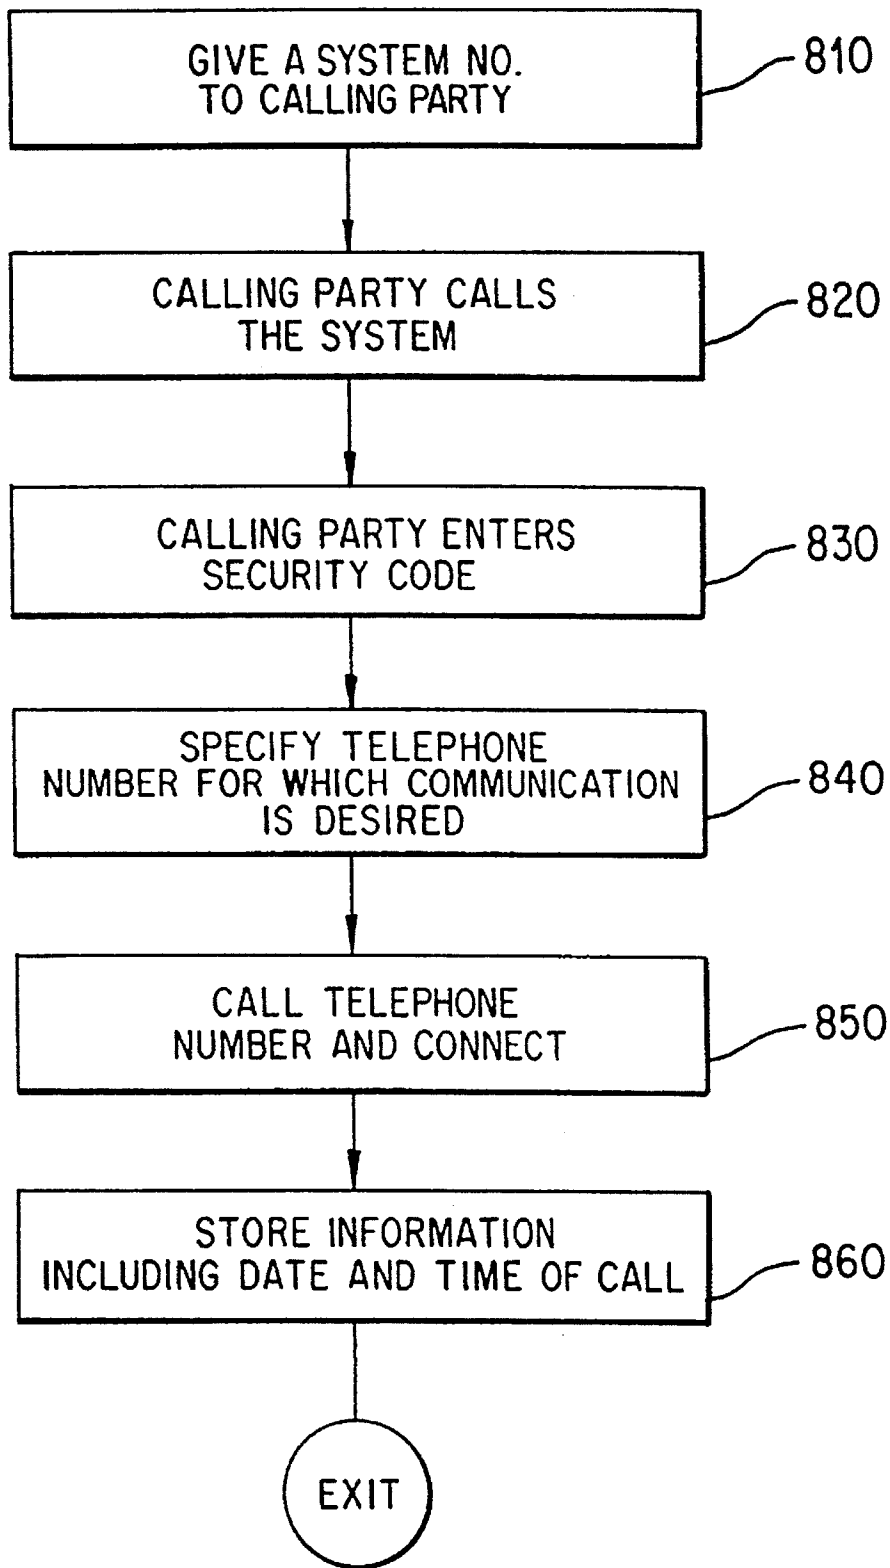 GIVE A SYSTEM NO.
TO CALLING PARTY
810
CALLING PARTY CALLS
THE SYSTEM
820
CALLING PARTY ENTERS
SECURITY CODE
830
SPECIFY TELEPHONE
NUMBER FOR WHICH COMMUNICATION
IS DESIRED
840
CALL TELEPHONE
NUMBER AND CONNECT
850
STORE INFORMATION
INCLUDING DATE AND TIME OF CALL
860
EXIT